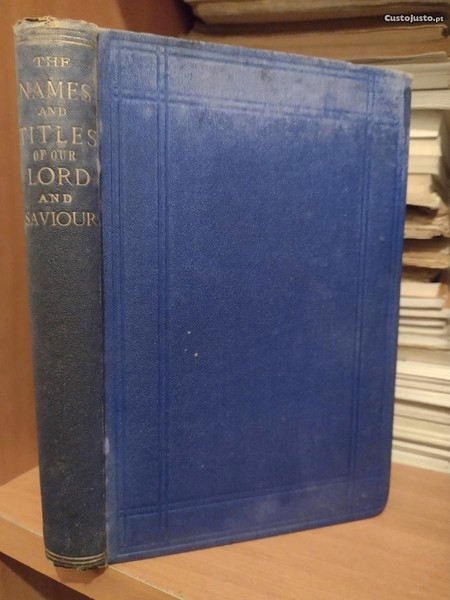 CustoJusto.pt
THE
NAMES
AND
TITLES
OF OUR
LORD
AND
SAVIOUR